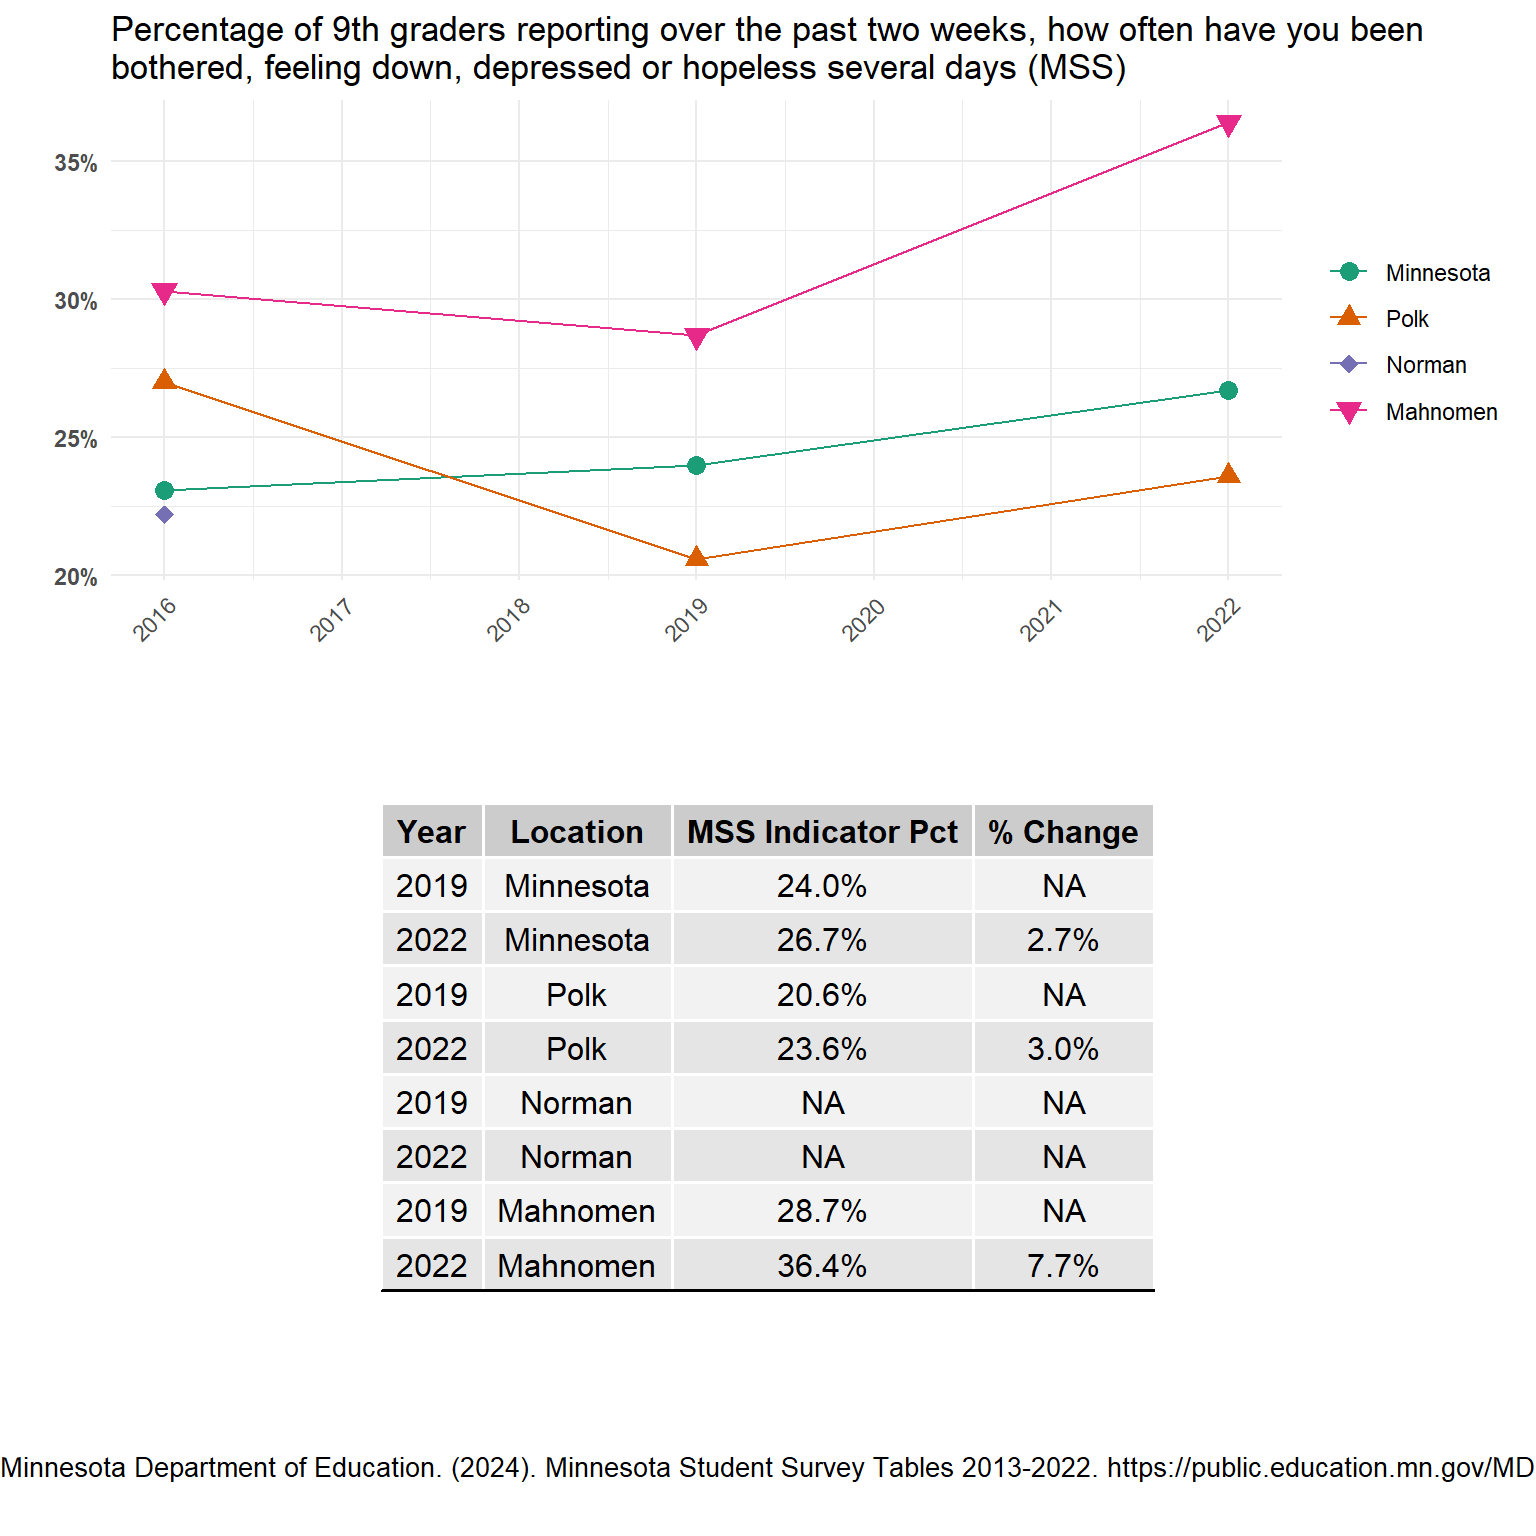 Percentage of 9th graders reporting over the past two weeks, how often have you been
bothered, feeling down, depressed or hopeless several days (MSS)
35%
30%
25%
20%
2016 2017 2018 2019 2020 2021 2022
Minnesota
Polk
Norman
Mahnomen
Year Location MSS Indicator Pct % Change
2019 Minnesota 24.0% NA
2022 Minnesota 26.7% 2.7%
2019 Polk 20.6% NA
2022 Polk 23.6% 3.0%
2019 Norman NA NA
2022 Norman NA NA
2019 Mahnomen 28.7% NA
2022 Mahnomen 36.4% 7.7%
Minnesota Department of Education. (2024). Minnesota Student Survey Tables 2013-2022. https://public.education.mn.gov/MD